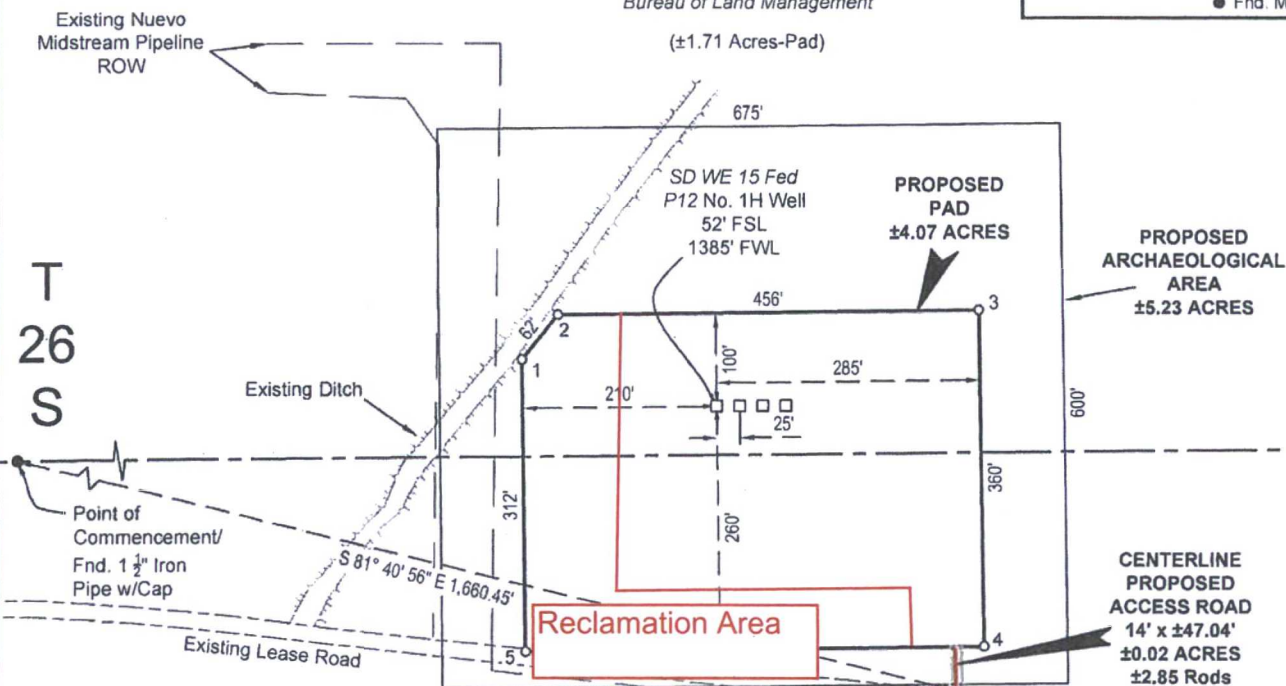 Bureau of Land Management
Fnd. M
Existing Nuevo
Midstream Pipeline
ROW
(±1.71 Acres-Pad)
675'
SD WE 15 Fed
P12 No. 1H Well
52' FSL
1385' FWL
PROPOSED
PAD
±4.07 ACRES
PROPOSED
ARCHAEOLOGICAL
AREA
±5.23 ACRES
T
26
S
456'
3
62'
2
1
100'
285'
210'
25'
600'
Existing Ditch
360'
312'
260'
Point of
Commencement/
Fnd. 1 1/2" Iron
Pipe w/Cap
S 81° 40' 56" E 1,660.45'
CENTERLINE
PROPOSED
ACCESS ROAD
14' x ±47.04'
±0.02 ACRES
±2.85 Rods
Reclamation Area
Existing Lease Road
5
4